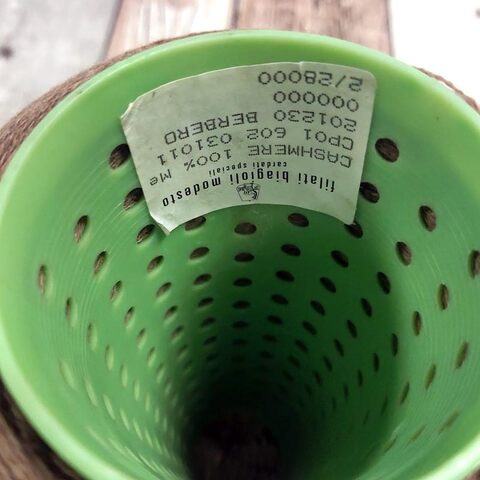 filati biagioli modesto
cardati speciali
CASHMERE 100% Me
CP01 602 031011
201230 BERBERO
000000
2/28000